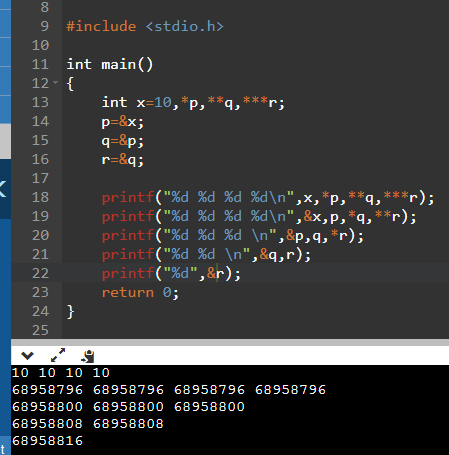 8
9 #include <stdio.h>
10
11 int main()
12 {
13 int x=10,*p,**q,***r;
14 p=&x;
15 q=&p;
16 r=&q;
17
18 printf("%d %d %d %d\n",x,*p,**q,***r);
19 printf("%d %d %d %d\n",&x,p,*q,**r);
20 printf("%d %d %d \n",&p,q,*r);
21 printf("%d %d \n",&q,r);
22 printf("%d",&r);
23 return 0;
24 }
25
10 10 10 10
68958796 68958796 68958796 68958796
68958800 68958800 68958800
68958808 68958808
68958816